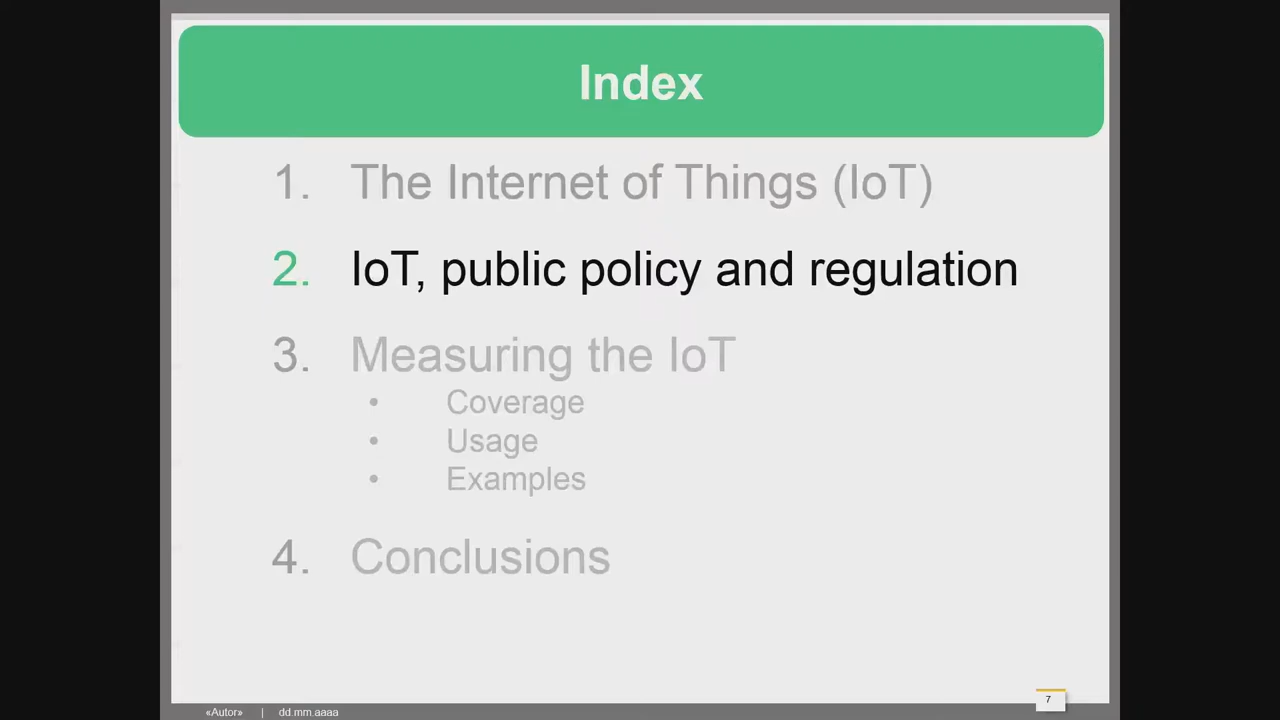 Index
1. The Internet of Things (IoT)
2. IoT, public policy and regulation
3. Measuring the IoT
• Coverage
• Usage
• Examples
4. Conclusions
7
«Autor» | dd.mm.aaaa